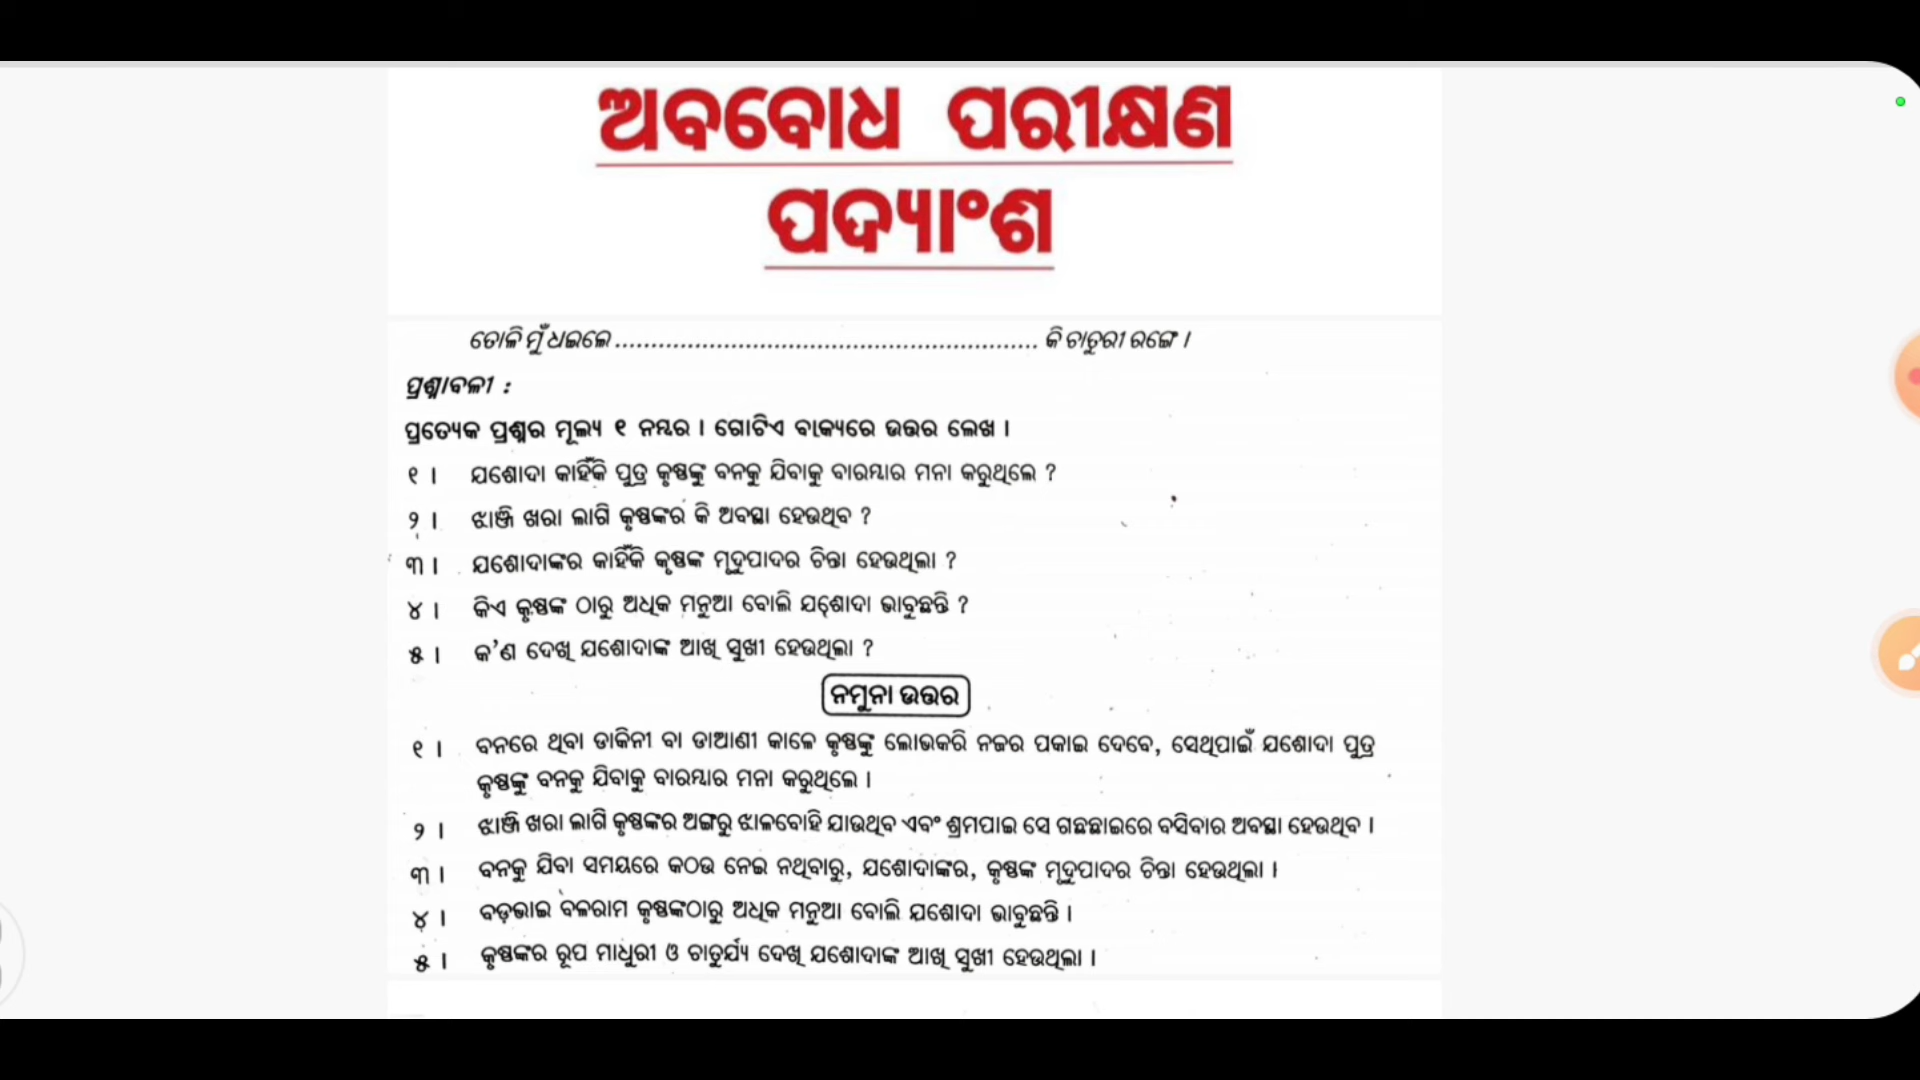 ଅବବୋଧ ପରୀକ୍ଷଣ
ପଦ୍ୟାଂଶ
ତୋଳି ମୁଁ ଧଇଲେ ........................................................... କି ଚାତୁରୀ ରଙ୍ଗେ ।
ପ୍ରଶ୍ନାବଳୀ :
ପ୍ରତ୍ୟେକ ପ୍ରଶ୍ନର ମୂଲ୍ୟ ୧ ନମ୍ବର । ଗୋଟିଏ ବାକ୍ୟରେ ଉତ୍ତର ଲେଖ ।
୧ । ଯଶୋଦା କାହିଁକି ପୁତ୍ର କୃଷ୍ଣଙ୍କୁ ବନକୁ ଯିବାକୁ ବାରମ୍ବାର ମନା କରୁଥିଲେ ?
୨ । ଝାଞ୍ଜି ଖରା ଲାଗି କୃଷ୍ଣଙ୍କର କି ଅବସ୍ଥା ହେଉଥିବ ?
୩ । ଯଶୋଦାଙ୍କର କାହିଁକି କୃଷ୍ଣଙ୍କ ମୃଦୁପାଦର ଚିନ୍ତା ହେଉଥିଲା ?
୪ । କିଏ କୃଷ୍ଣଙ୍କ ଠାରୁ ଅଧିକ ମନୁଆ ବୋଲି ଯଶୋଦା ଭାବୁଛନ୍ତି ?
୫ । କ'ଣ ଦେଖି ଯଶୋଦାଙ୍କ ଆଖି ସୁଖୀ ହେଉଥିଲା ?
ନମୁନା ଉତ୍ତର
୧ । ବନରେ ଥିବା ଡାକିନୀ ବା ଡାଆଣୀ କାଳେ କୃଷ୍ଣଙ୍କୁ ଲୋଭକରି ନଜର ପକାଇ ଦେବେ, ସେଥିପାଇଁ ଯଶୋଦା ପୁତ୍ର
କୃଷ୍ଣଙ୍କୁ ବନକୁ ଯିବାକୁ ବାରମ୍ବାର ମନା କରୁଥିଲେ ।
୨ । ଝାଞ୍ଜି ଖରା ଲାଗି କୃଷ୍ଣଙ୍କର ଅଙ୍ଗରୁ ଝାଳବୋହି ଯାଉଥିବ ଏବଂ ଶ୍ରମପାଇ ସେ ଗଛଛାଇରେ ବସିବାର ଅବସ୍ଥା ହେଉଥିବ ।
୩ । ବନକୁ ଯିବା ସମୟରେ କଠଉ ନେଇ ନଥିବାରୁ, ଯଶୋଦାଙ୍କର, କୃଷ୍ଣଙ୍କ ମୃଦୁପାଦର ଚିନ୍ତା ହେଉଥିଲା ।
୪ । ବଡ଼ଭାଇ ବଳରାମ କୃଷ୍ଣଙ୍କଠାରୁ ଅଧିକ ମନୁଆ ବୋଲି ଯଶୋଦା ଭାବୁଛନ୍ତି ।
୫ । କୃଷ୍ଣଙ୍କର ରୂପ ମାଧୁରୀ ଓ ଚାତୁର୍ଯ୍ୟ ଦେଖି ଯଶୋଦାଙ୍କ ଆଖି ସୁଖୀ ହେଉଥିଲା ।